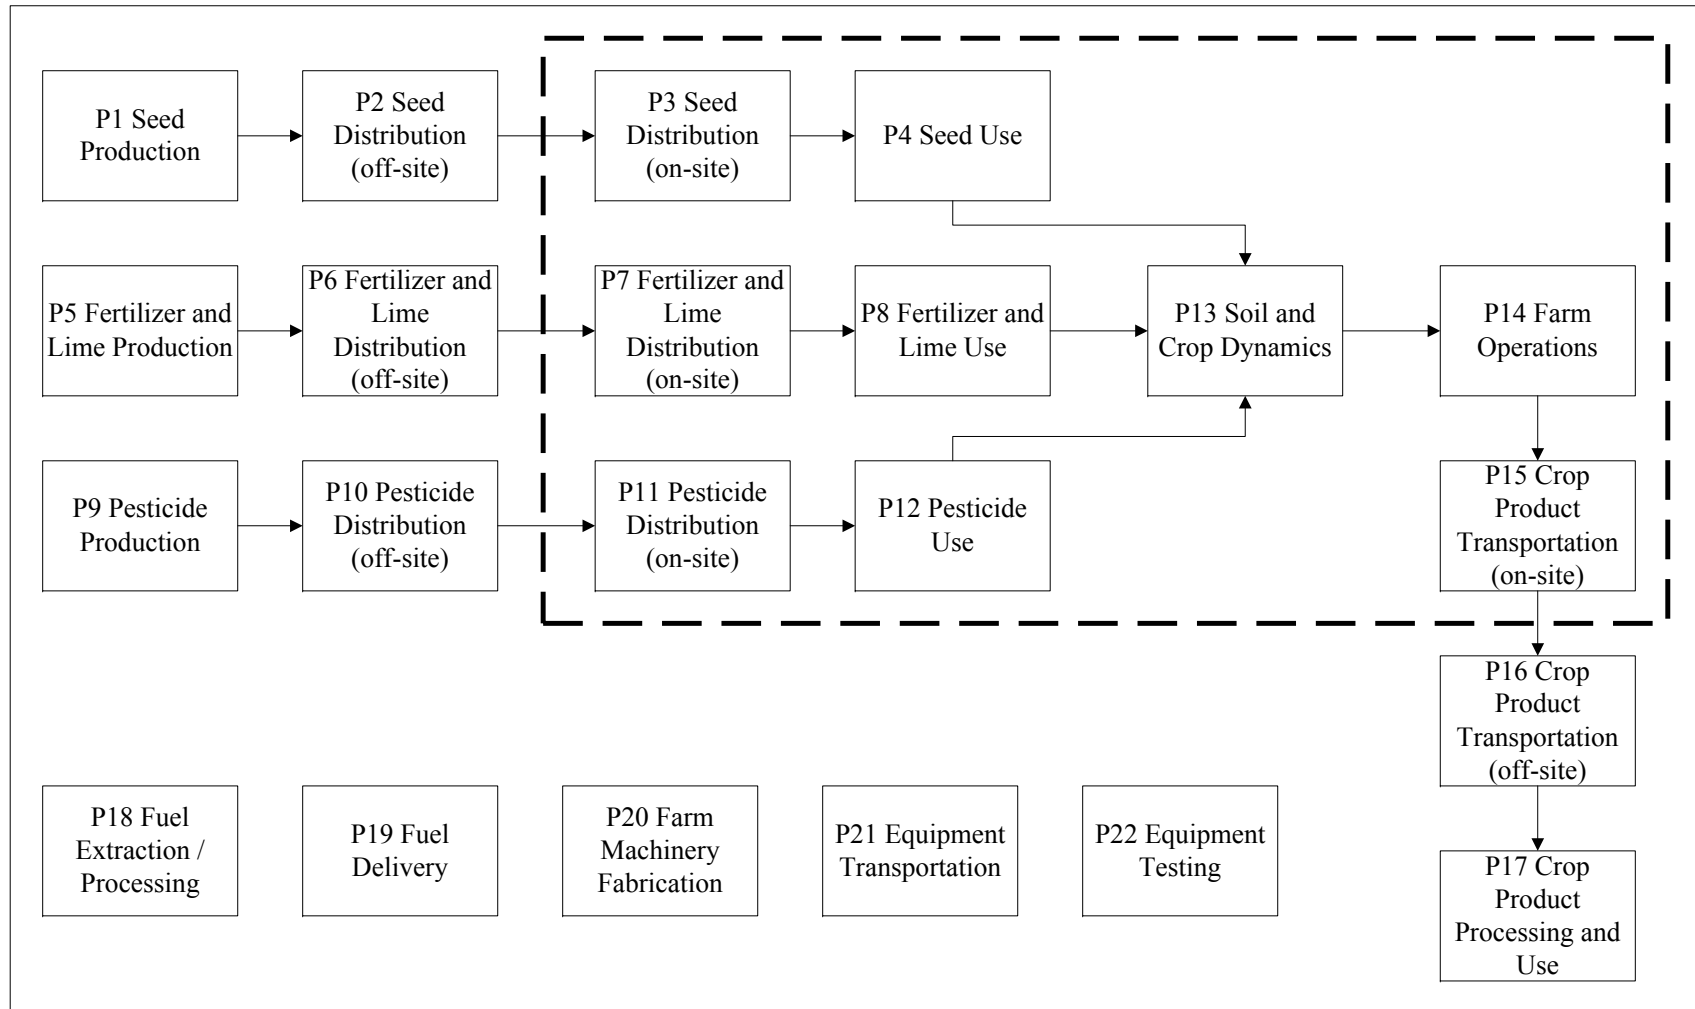 P1 Seed
Production
P2 Seed
Distribution
(off-site)
P3 Seed
Distribution
(on-site)
P4 Seed Use
P5 Fertilizer and
Lime Production
P6 Fertilizer and
Lime
Distribution
(off-site)
P7 Fertilizer and
Lime
Distribution
(on-site)
P8 Fertilizer and
Lime Use
P13 Soil and
Crop Dynamics
P14 Farm
Operations
P9 Pesticide
Production
P10 Pesticide
Distribution
(off-site)
P11 Pesticide
Distribution
(on-site)
P12 Pesticide
Use
P15 Crop
Product
Transportation
(on-site)
P16 Crop
Product
Transportation
(off-site)
P18 Fuel
Extraction /
Processing
P19 Fuel
Delivery
P20 Farm
Machinery
Fabrication
P21 Equipment
Transportation
P22 Equipment
Testing
P17 Crop
Product
Processing and
Use